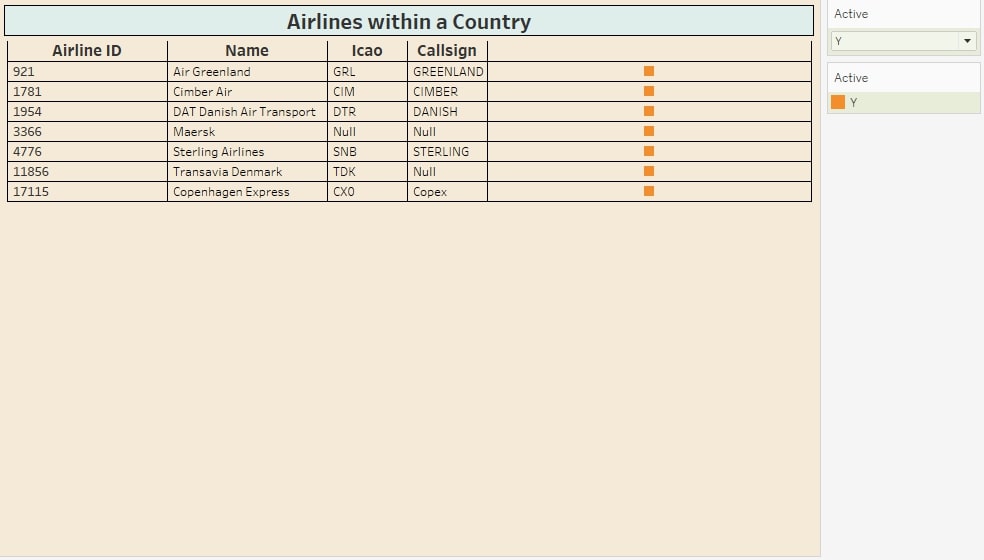 Airlines within a Country
Airline ID Name Icao Callsign
921 Air Greenland GRL GREENLAND
1781 Cimber Air CIM CIMBER
1954 DAT Danish Air Transport DTR DANISH
3366 Maersk Null Null
4776 Sterling Airlines SNB STERLING
11856 Transavia Denmark TDK Null
17115 Copenhagen Express CX0 Copex
Active
Y
Active
Y